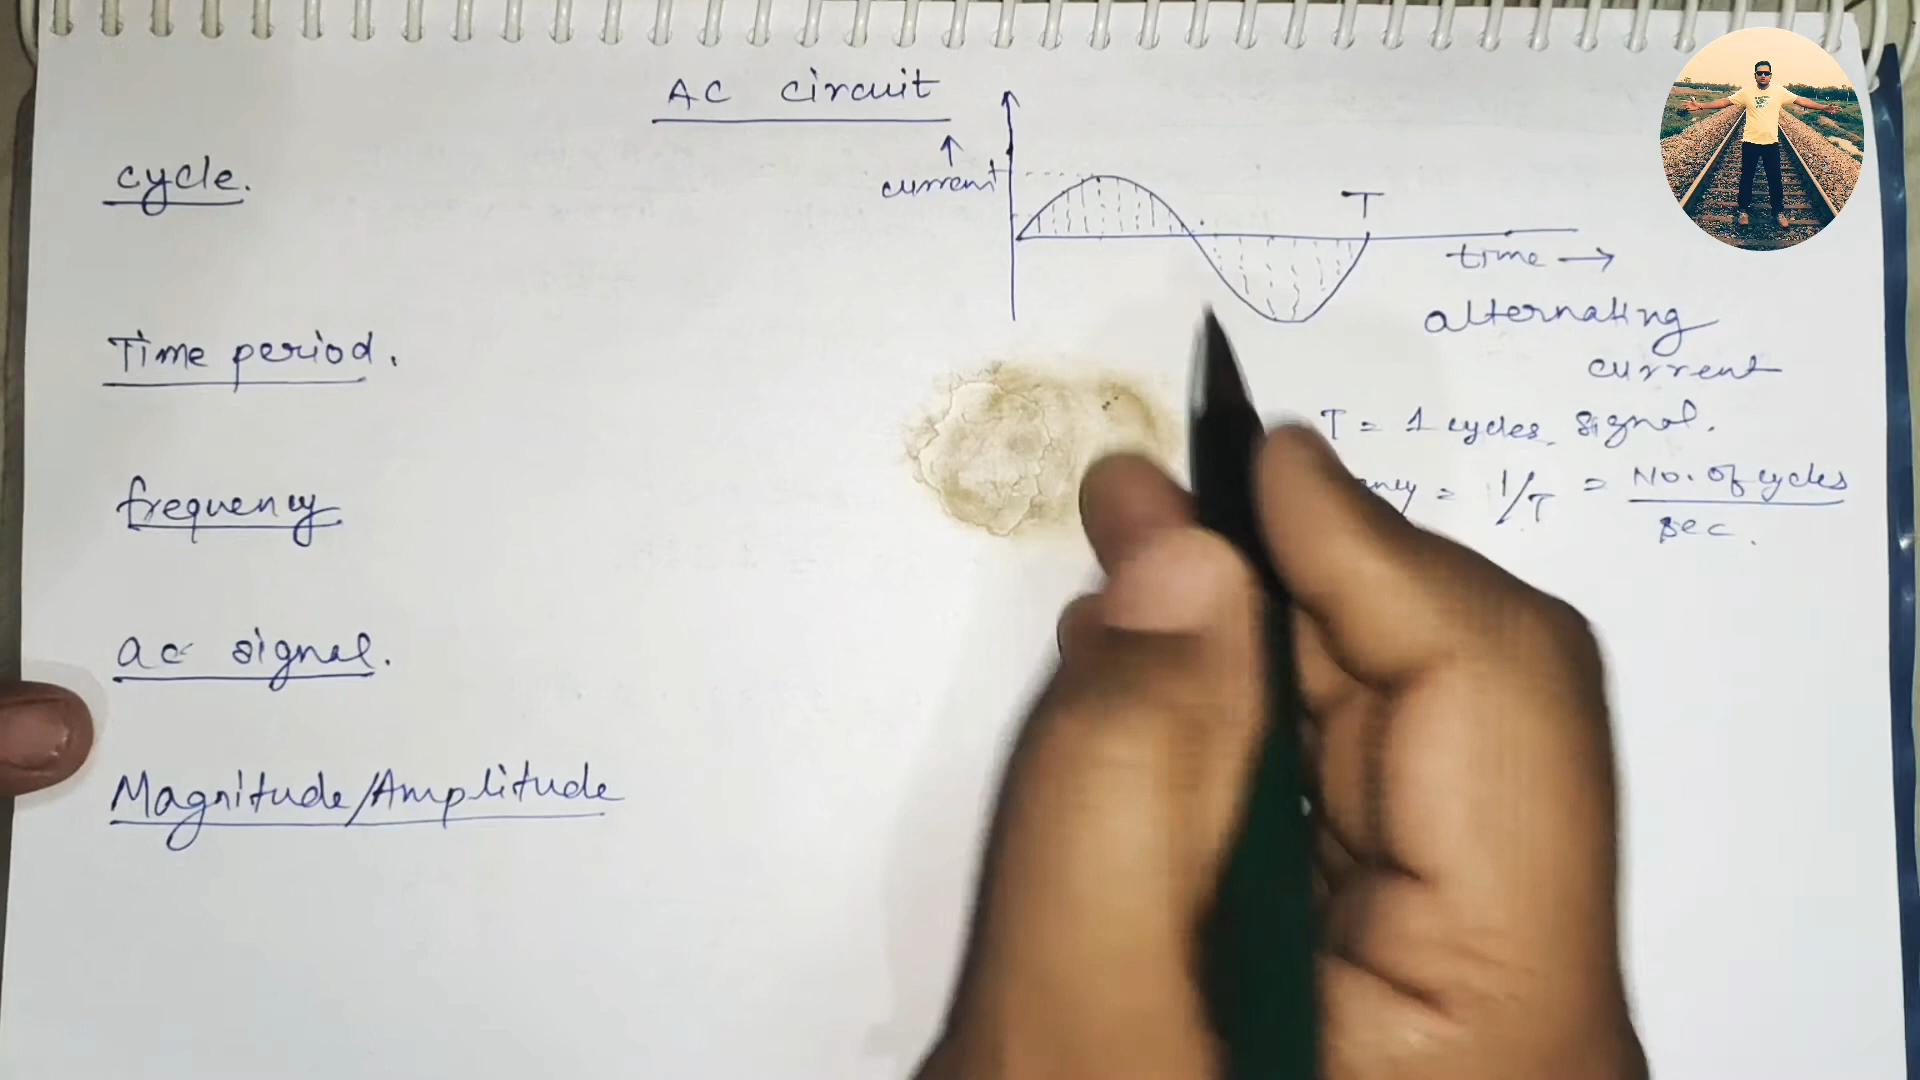 AC circuit
cycle.
current
T
time
alternating
current
Time period.
T = 1 cycles signal.
= 1/T = No. of cycles
sec.
frequency
ac signal.
Magnitude/Amplitude